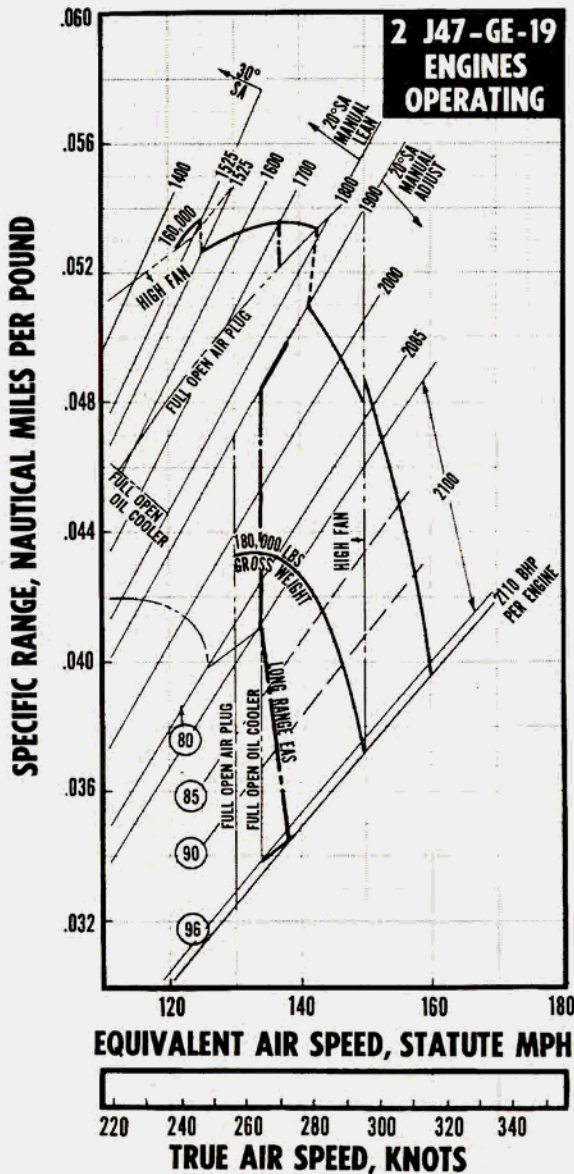 2 J47-GE-19
ENGINES
OPERATING
.060
.056
.052
.048
.044
.040
.036
.032
SPECIFIC RANGE, NAUTICAL MILES PER POUND
30°
SA
20°SA
MANUAL
LEAN
20°SA
MANUAL
ADJUST
1400
1525
1525
1600
1700
1800
1900
2000
2085
2100
2110 BHP
PER ENGINE
160,000
HIGH FAN
FULL OPEN AIR PLUG
FULL OPEN
OIL COOLER
180,000 LBS
GROSS WEIGHT
HIGH FAN
LONG RANGE EAS
FULL OPEN AIR PLUG
FULL OPEN OIL COOLER
80
85
90
96
120
140
160
180
EQUIVALENT AIR SPEED, STATUTE MPH
220
240
260
280
300
320
340
TRUE AIR SPEED, KNOTS